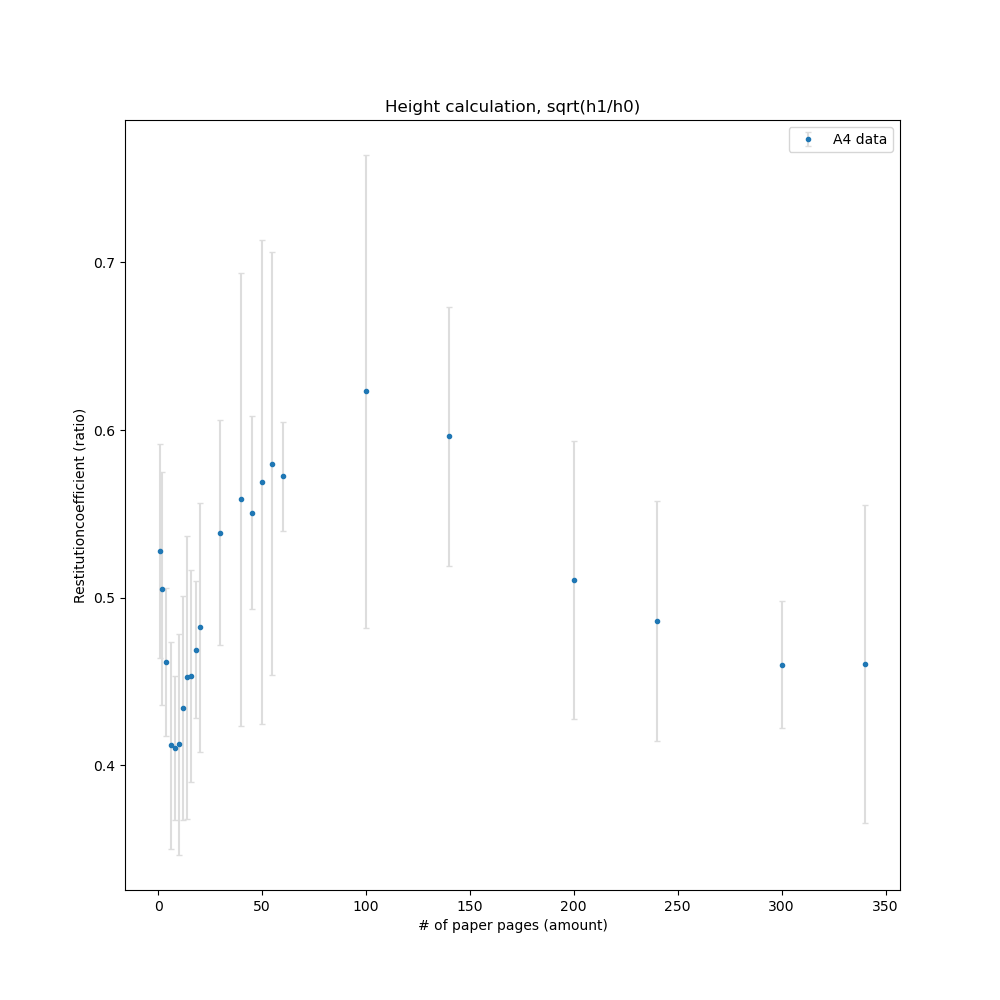 Height calculation, sqrt(h1/h0)
A4 data
0.7
0.6
0.5
0.4
Restitutioncoefficient (ratio)
0 50 100 150 200 250 300 350
# of paper pages (amount)